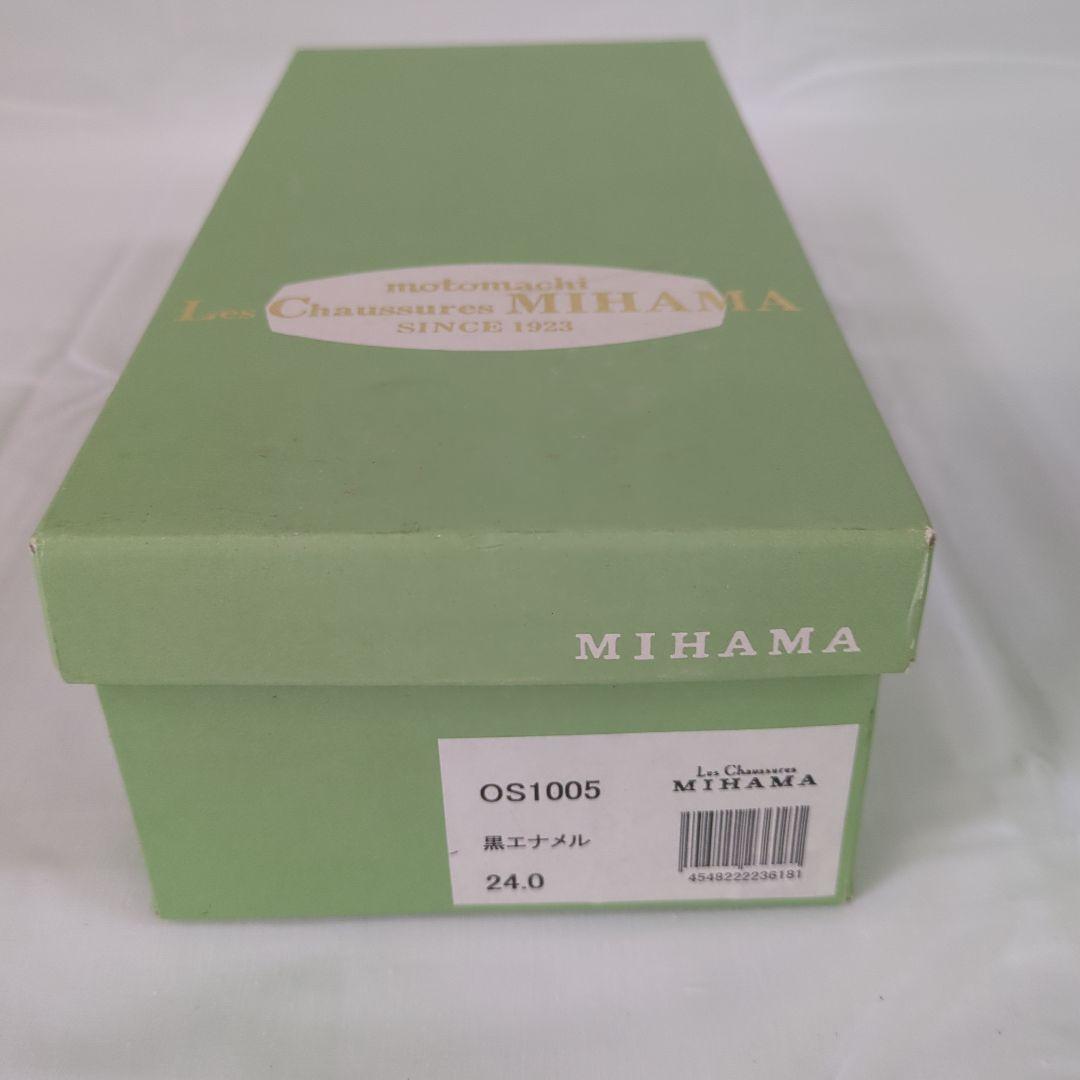 motomachi
Les Chaussures MIHAMA
SINCE 1923
MIHAMA
OS1005
黒エナメル
24.0
Les Chaussures
MIHAMA
4548222236181